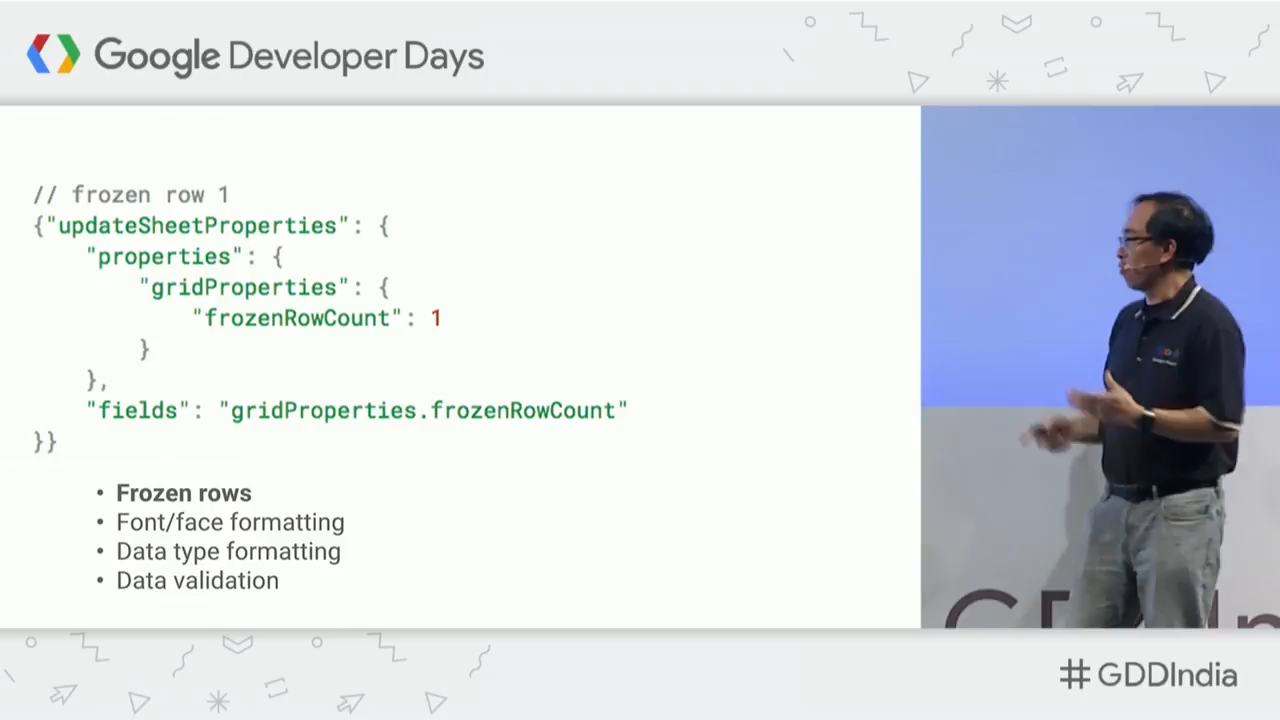 Google Developer Days
// frozen row 1
{"updateSheetProperties": {
    "properties": {
        "gridProperties": {
            "frozenRowCount": 1
        }
    },
    "fields": "gridProperties.frozenRowCount"
}}
• Frozen rows
• Font/face formatting
• Data type formatting
• Data validation
#GDDIndia